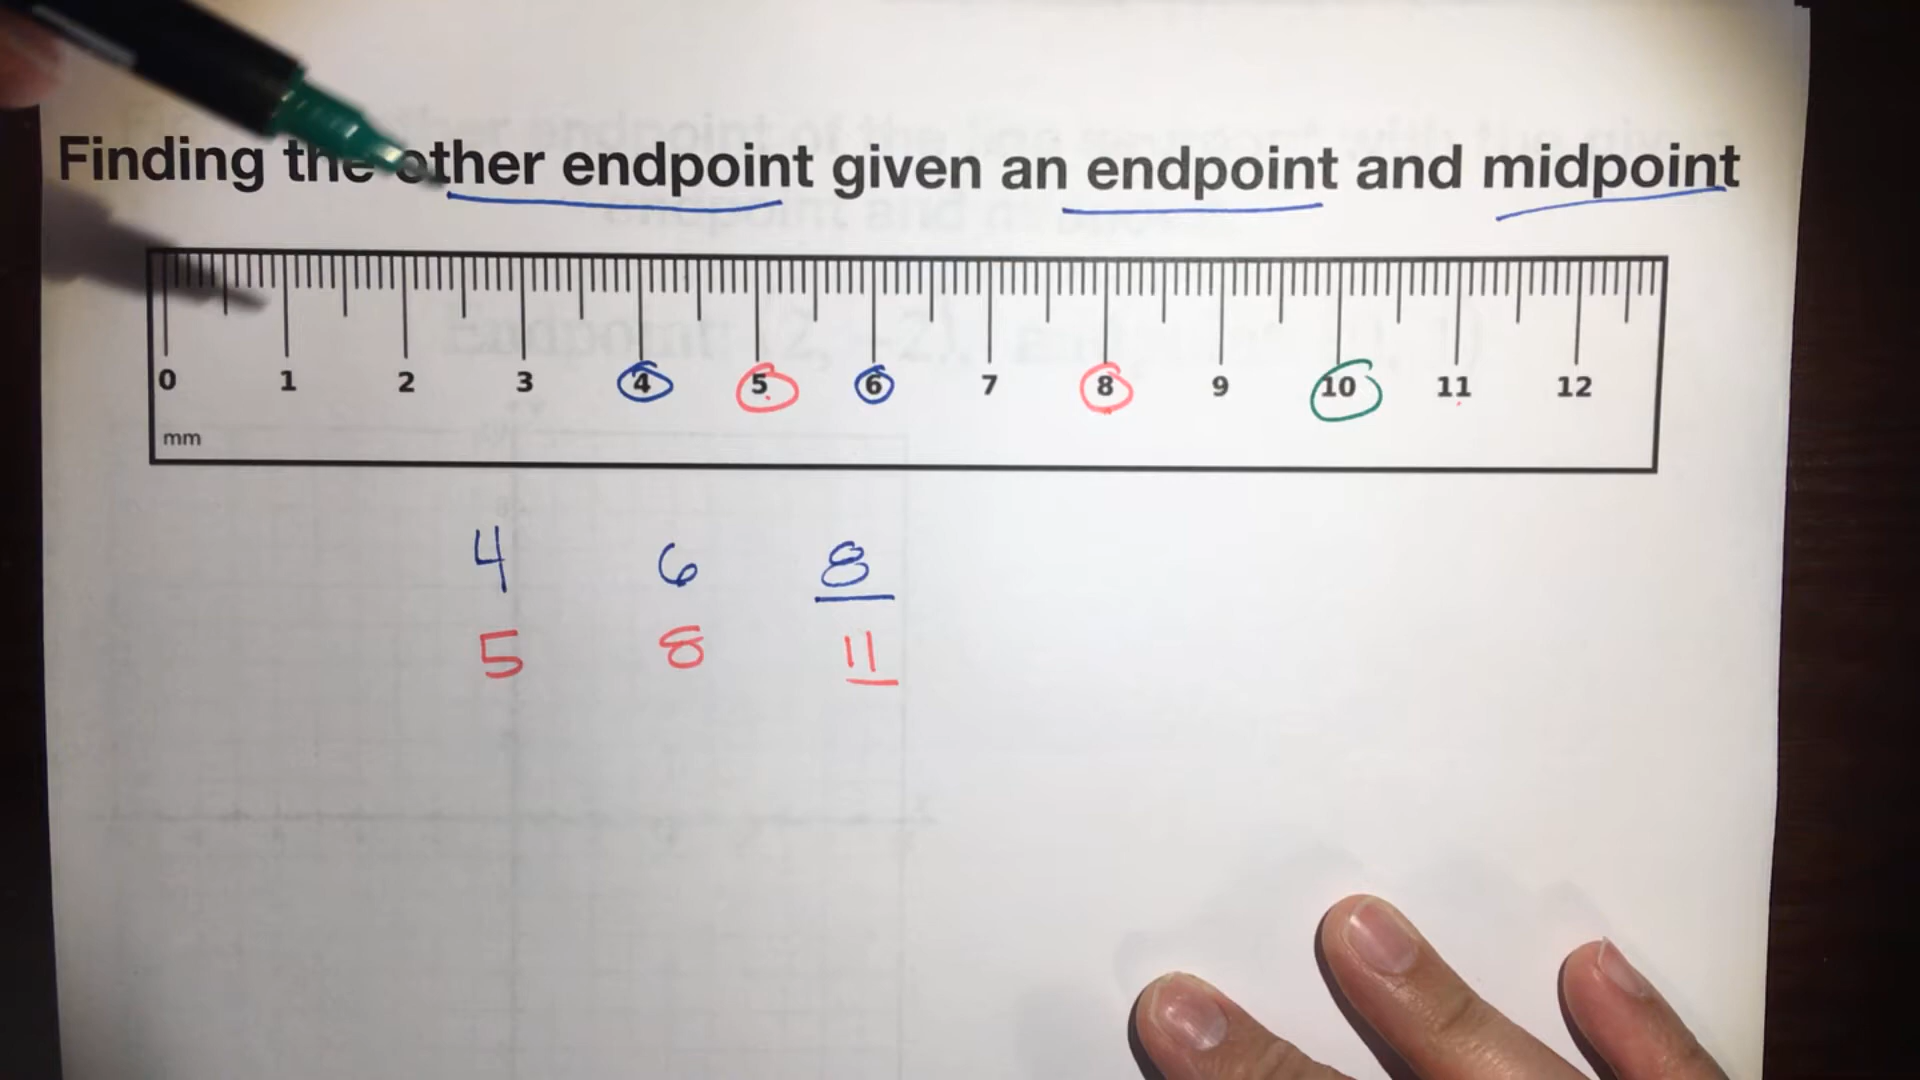 Finding the other endpoint given an endpoint and midpoint
0 1 2 3 4 5 6 7 8 9 10 11 12
mm
4 6 8
5 8 11